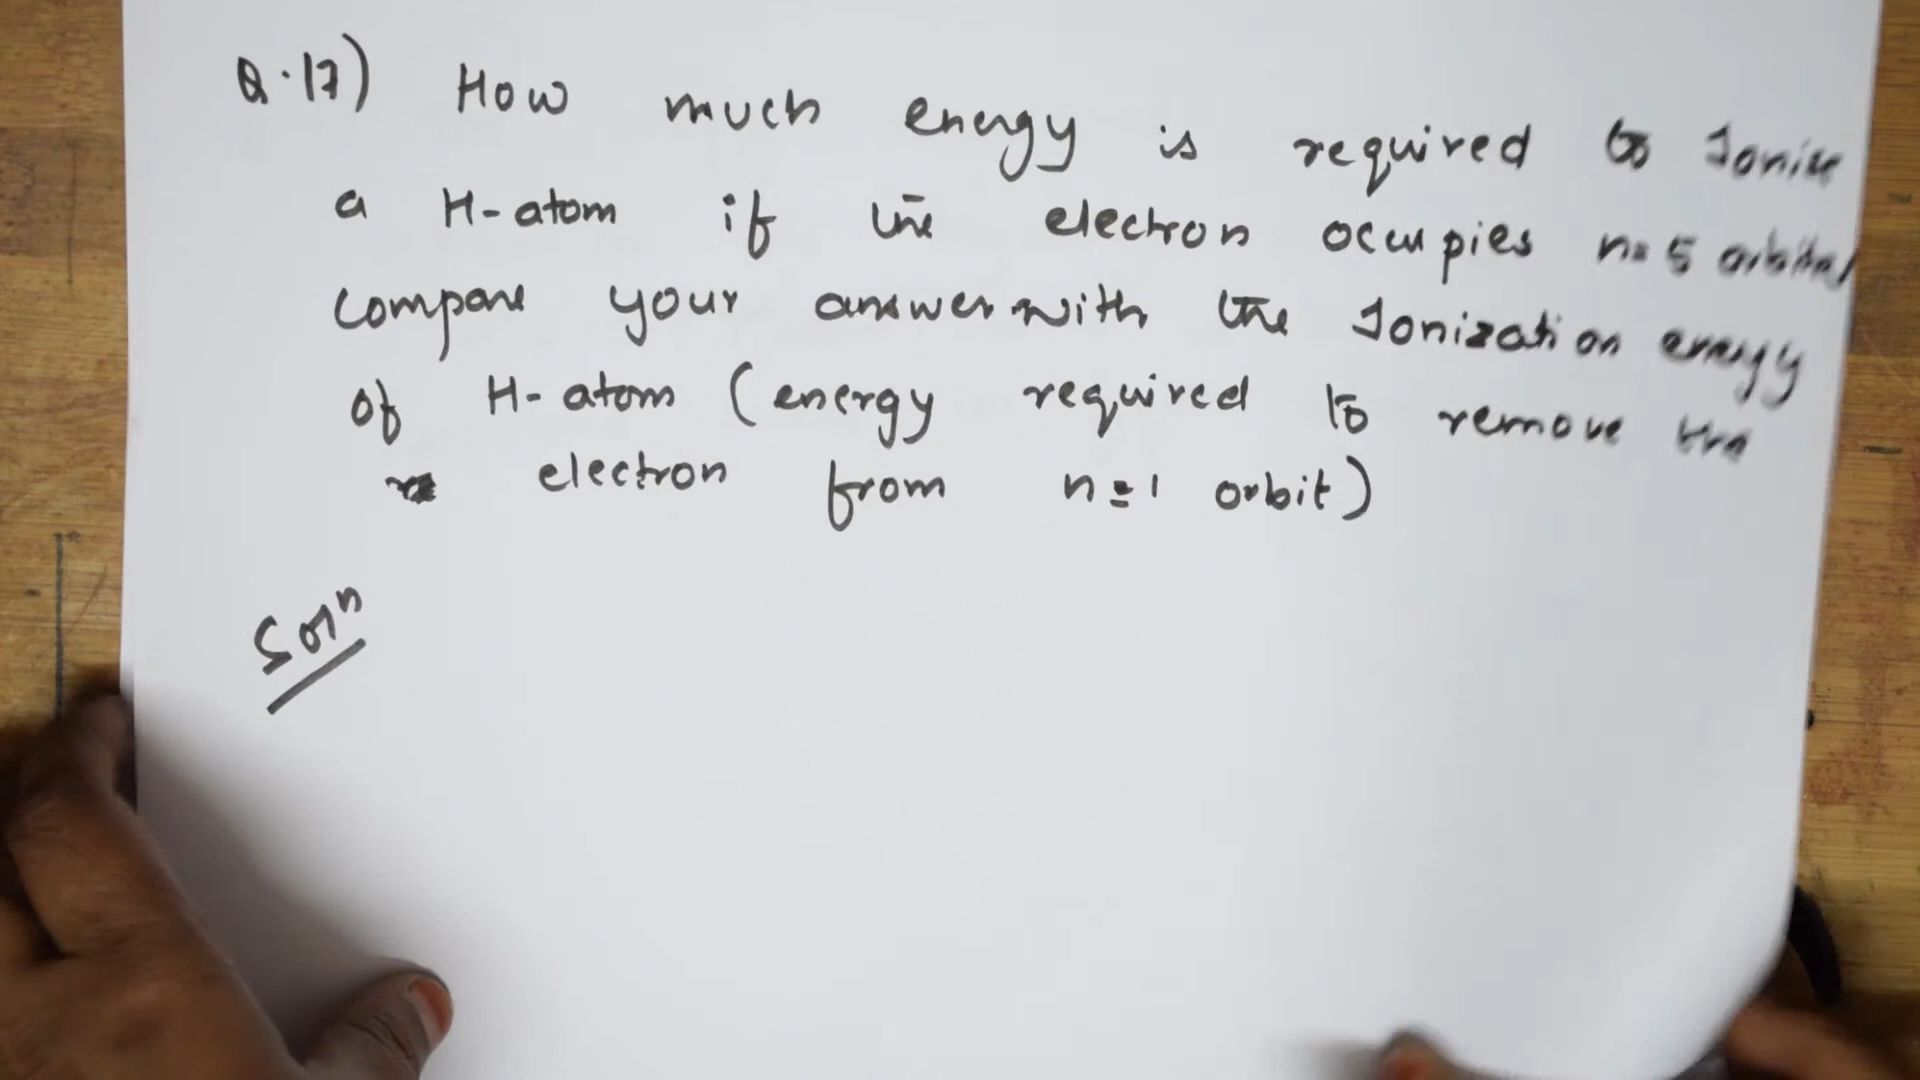 Q.17) How much energy is required to Ionise
a H-atom if the electron occupies n=5 orbital
compare your answer with the Ionization energy
of H-atom (energy required to remove the
electron from n=1 orbit)
Solⁿ